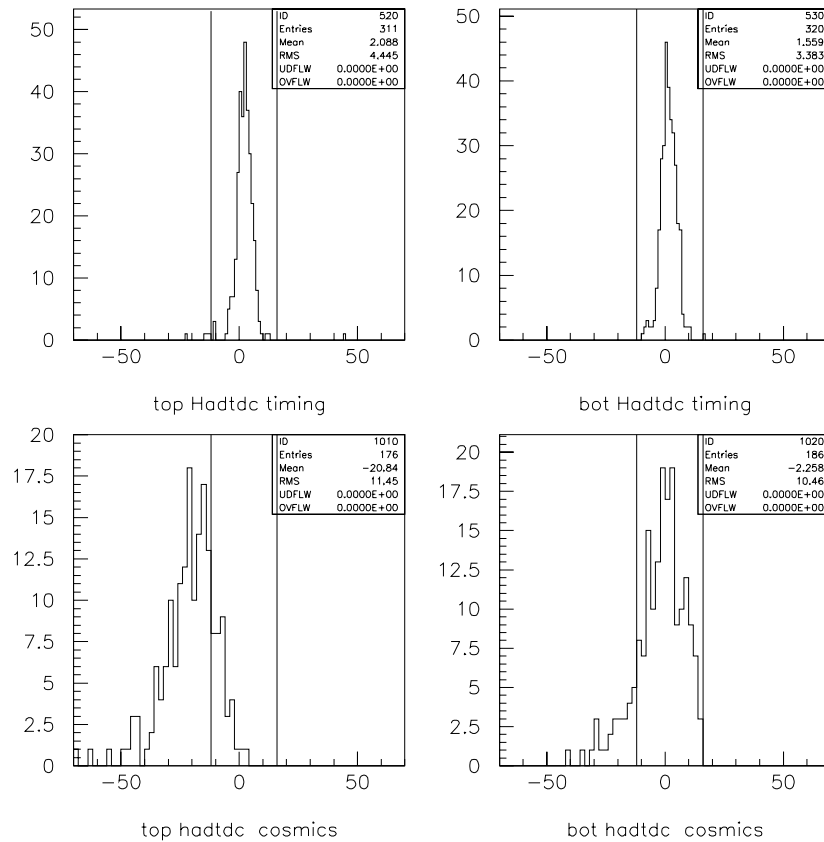 ID 520
Entries 311
Mean 2.088
RMS 4.445
UDFLW 0.0000E+00
OVFLW 0.0000E+00
50
40
30
20
10
0
−50 0 50
top Hadtdc timing
ID 530
Entries 320
Mean 1.559
RMS 3.383
UDFLW 0.0000E+00
OVFLW 0.0000E+00
50
40
30
20
10
0
−50 0 50
bot Hadtdc timing
ID 1010
Entries 176
Mean −20.84
RMS 11.45
UDFLW 0.0000E+00
OVFLW 0.0000E+00
20
17.5
15
12.5
10
7.5
5
2.5
0
−50 0 50
top hadtdc cosmics
ID 1020
Entries 186
Mean −2.258
RMS 10.46
UDFLW 0.0000E+00
OVFLW 0.0000E+00
20
17.5
15
12.5
10
7.5
5
2.5
0
−50 0 50
bot hadtdc cosmics